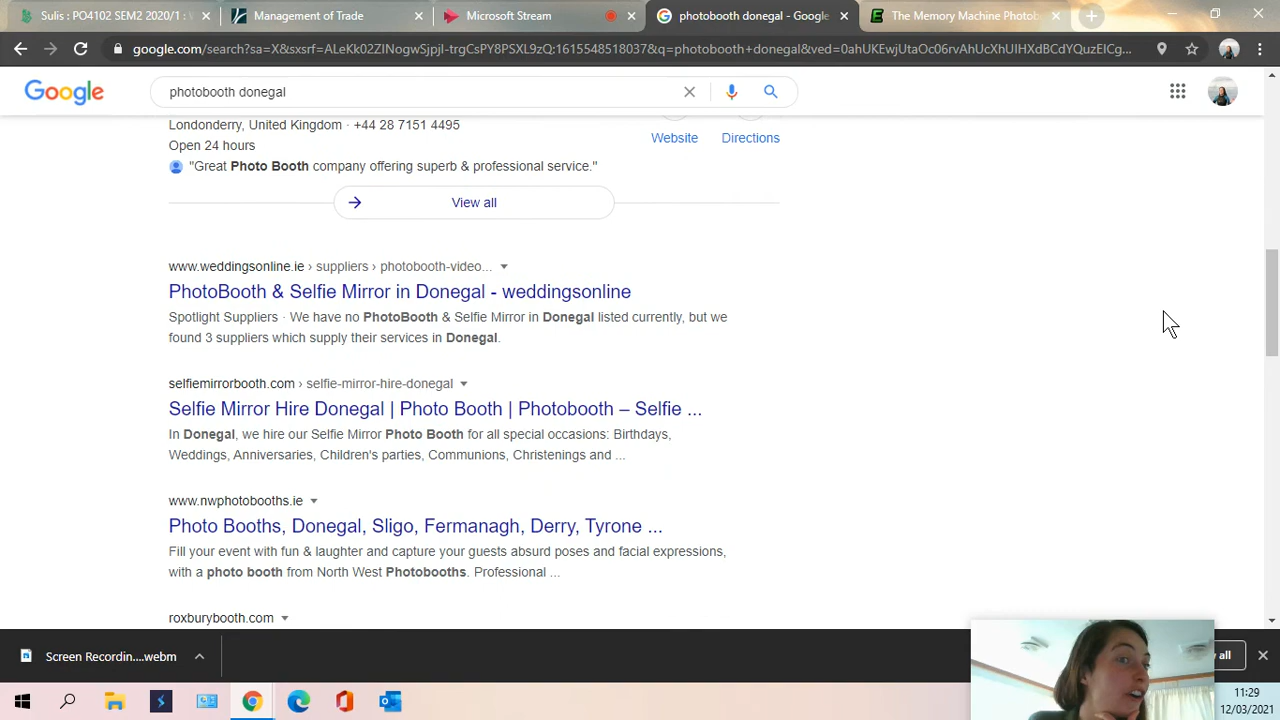 Sulis : PO4102 SEM2 2020/1 : W
Management of Trade
Microsoft Stream
photobooth donegal - Google
The Memory Machine Photob
google.com/search?sa=X&sxsrf=ALeKk02ZINogwSjpjI-trgCsPY8PSXL9zQ:1615548518037&q=photobooth+donegal&ved=0ahUKEwjUtaOc06rvAhUcXhUIHXdBCdYQuzEICg...
Google
photobooth donegal
Londonderry, United Kingdom · +44 28 7151 4495
Open 24 hours
Website
Directions
"Great Photo Booth company offering superb & professional service."
View all
www.weddingsonline.ie › suppliers › photobooth-video...
PhotoBooth & Selfie Mirror in Donegal - weddingsonline
Spotlight Suppliers · We have no PhotoBooth & Selfie Mirror in Donegal listed currently, but we
found 3 suppliers which supply their services in Donegal.
selfiemirrorbooth.com › selfie-mirror-hire-donegal
Selfie Mirror Hire Donegal | Photo Booth | Photobooth – Selfie ...
In Donegal, we hire our Selfie Mirror Photo Booth for all special occasions: Birthdays,
Weddings, Anniversaries, Children's parties, Communions, Christenings and ...
www.nwphotobooths.ie
Photo Booths, Donegal, Sligo, Fermanagh, Derry, Tyrone ...
Fill your event with fun & laughter and capture your guests absurd poses and facial expressions,
with a photo booth from North West Photobooths. Professional ...
roxburybooth.com
Screen Recordin....webm
all
11:29
12/03/2021